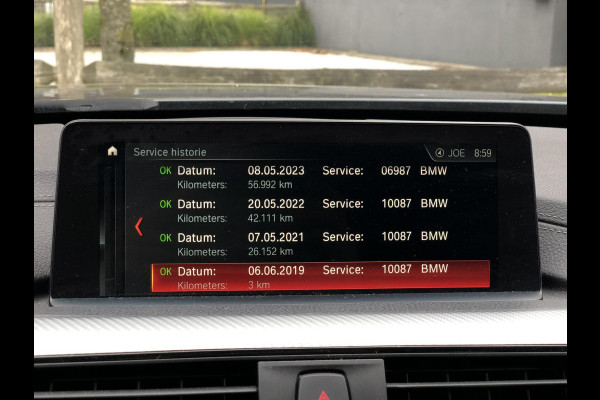 Service historie JOE 8:59
OK Datum: 08.05.2023 Service: 06987 BMW
Kilometers: 56.992 km
OK Datum: 20.05.2022 Service: 10087 BMW
Kilometers: 42.111 km
OK Datum: 07.05.2021 Service: 10087 BMW
Kilometers: 26.152 km
OK Datum: 06.06.2019 Service: 10087 BMW
Kilometers: 3 km